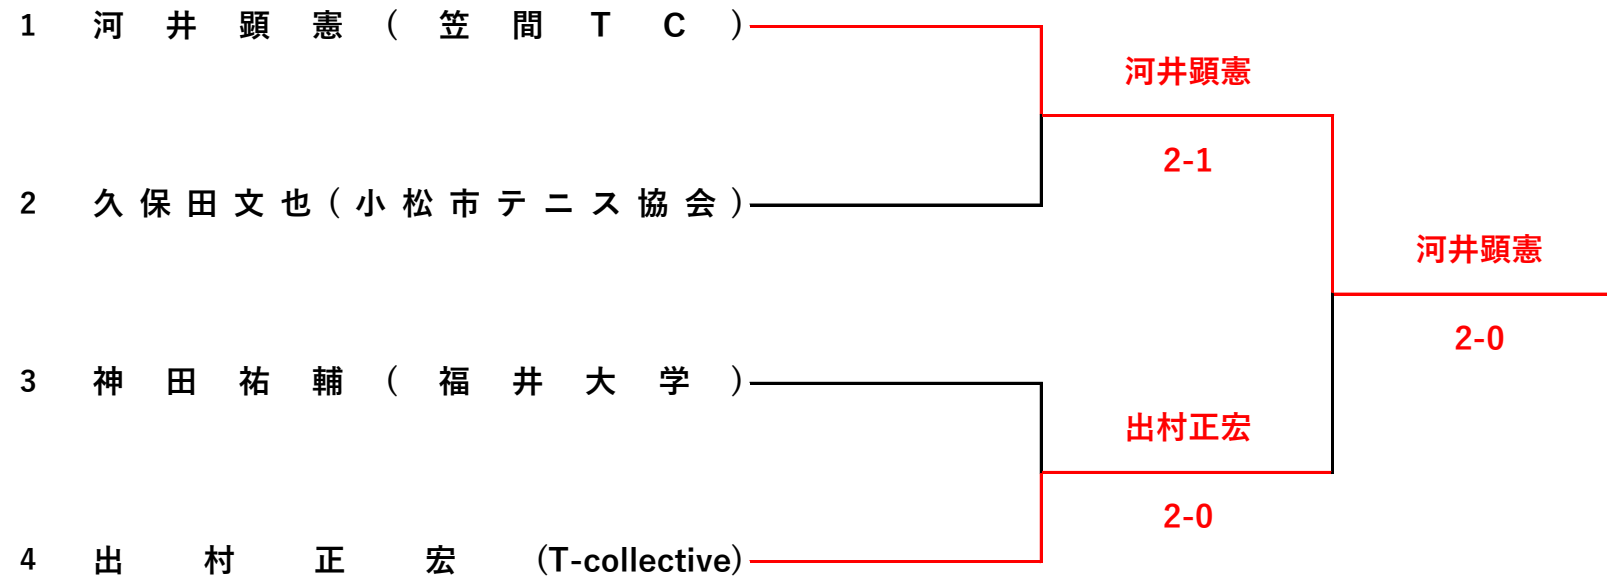 1 河井顕憲(笠間TC)
河井顕憲
2-1
2 久保田文也(小松市テニス協会)
河井顕憲
2-0
3 神田祐輔(福井大学)
出村正宏
2-0
4 出村正宏(T-collective)